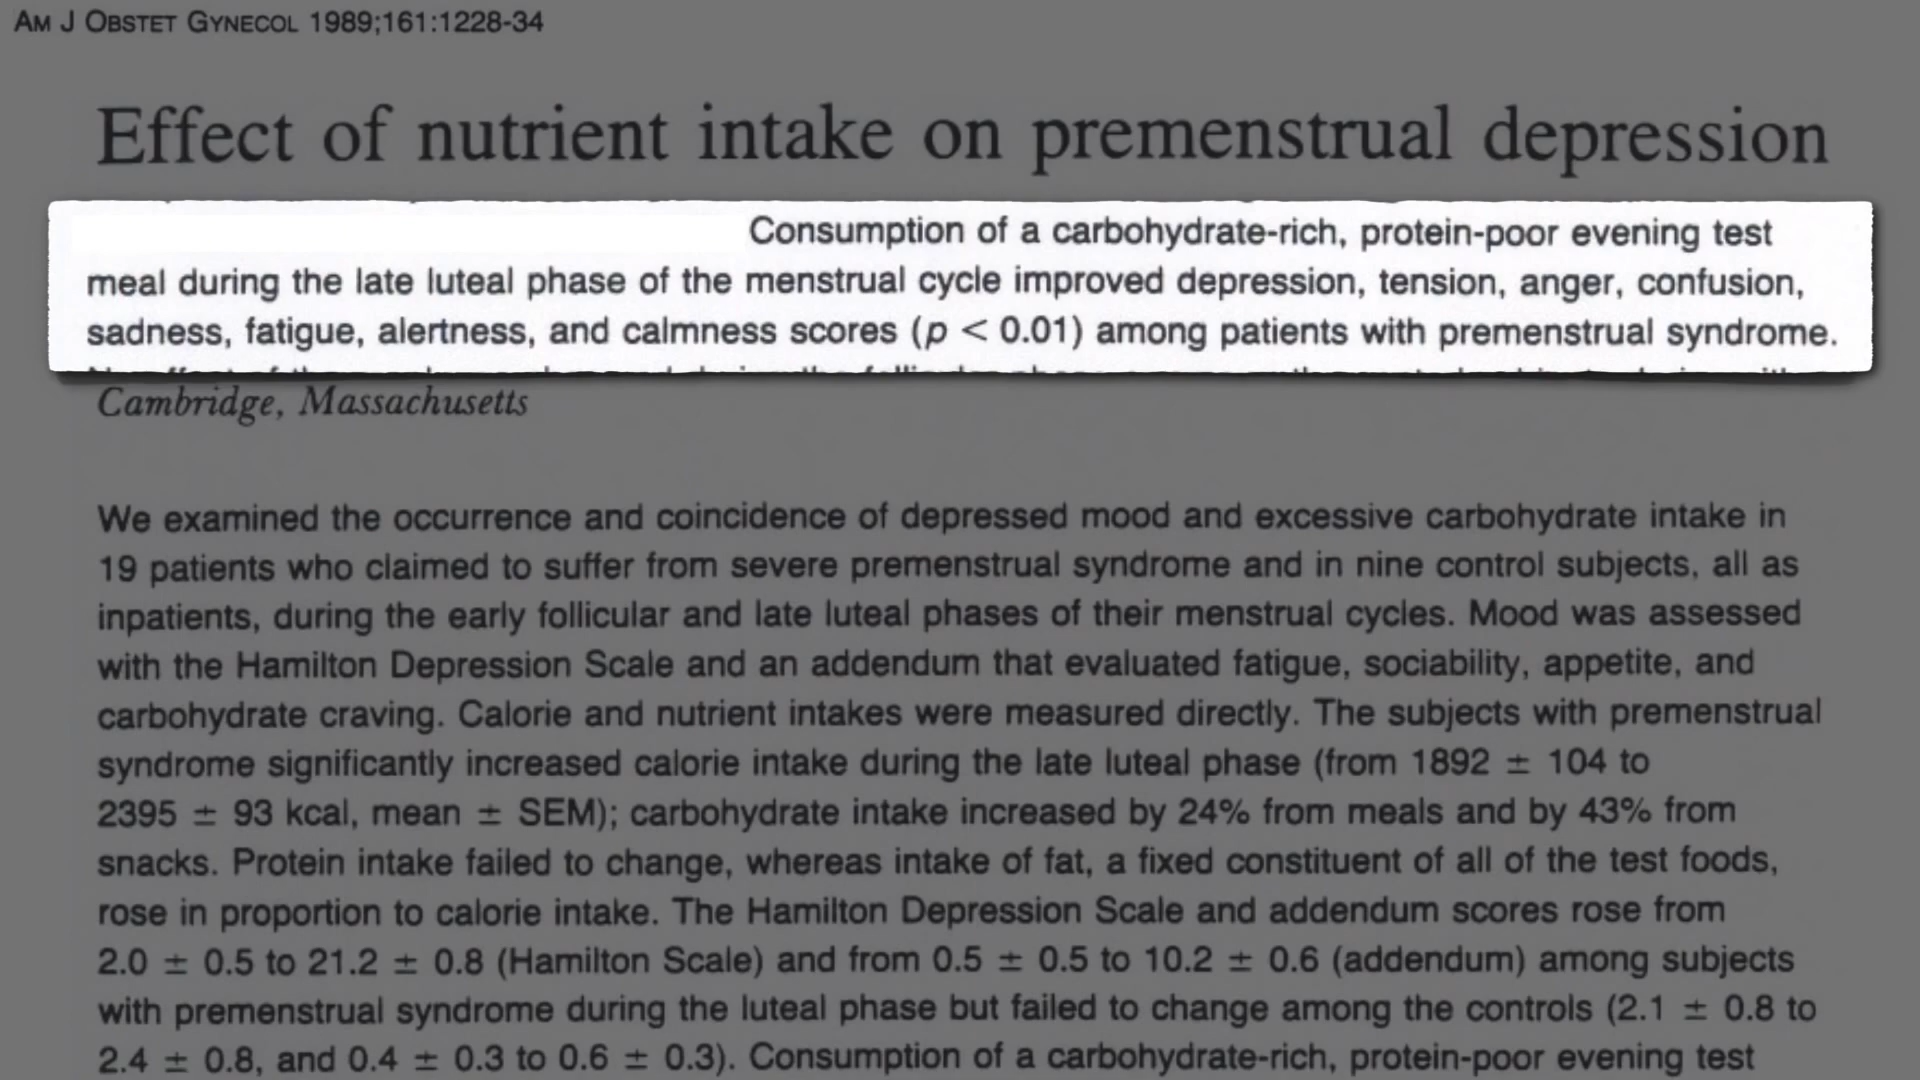 AM J OBSTET GYNECOL 1989;161:1228-34
Effect of nutrient intake on premenstrual depression
Consumption of a carbohydrate-rich, protein-poor evening test
meal during the late luteal phase of the menstrual cycle improved depression, tension, anger, confusion,
sadness, fatigue, alertness, and calmness scores (p < 0.01) among patients with premenstrual syndrome.
Cambridge, Massachusetts
We examined the occurrence and coincidence of depressed mood and excessive carbohydrate intake in
19 patients who claimed to suffer from severe premenstrual syndrome and in nine control subjects, all as
inpatients, during the early follicular and late luteal phases of their menstrual cycles. Mood was assessed
with the Hamilton Depression Scale and an addendum that evaluated fatigue, sociability, appetite, and
carbohydrate craving. Calorie and nutrient intakes were measured directly. The subjects with premenstrual
syndrome significantly increased calorie intake during the late luteal phase (from 1892 ± 104 to
2395 ± 93 kcal, mean ± SEM); carbohydrate intake increased by 24% from meals and by 43% from
snacks. Protein intake failed to change, whereas intake of fat, a fixed constituent of all of the test foods,
rose in proportion to calorie intake. The Hamilton Depression Scale and addendum scores rose from
2.0 ± 0.5 to 21.2 ± 0.8 (Hamilton Scale) and from 0.5 ± 0.5 to 10.2 ± 0.6 (addendum) among subjects
with premenstrual syndrome during the luteal phase but failed to change among the controls (2.1 ± 0.8 to
2.4 ± 0.8, and 0.4 ± 0.3 to 0.6 ± 0.3). Consumption of a carbohydrate-rich, protein-poor evening test